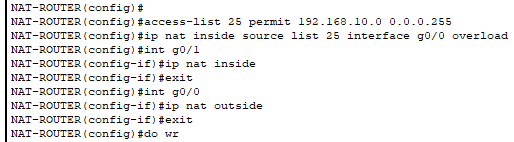 NAT-ROUTER(config)#
NAT-ROUTER(config)#access-list 25 permit 192.168.10.0 0.0.0.255
NAT-ROUTER(config)#ip nat inside source list 25 interface g0/0 overload
NAT-ROUTER(config)#int g0/1
NAT-ROUTER(config-if)#ip nat inside
NAT-ROUTER(config-if)#exit
NAT-ROUTER(config)#int g0/0
NAT-ROUTER(config-if)#ip nat outside
NAT-ROUTER(config-if)#exit
NAT-ROUTER(config)#do wr